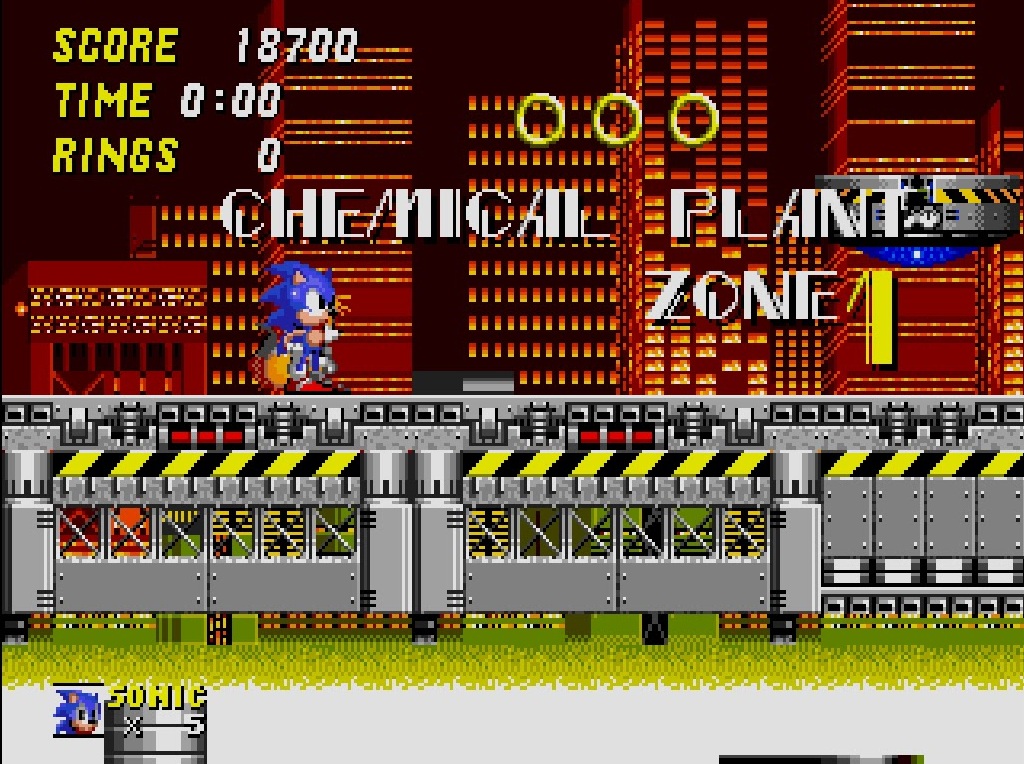 SCORE 18700
TIME 0:00
RINGS 0
CHEMICAL PLANT
ZONE 1
SONIC
× 5